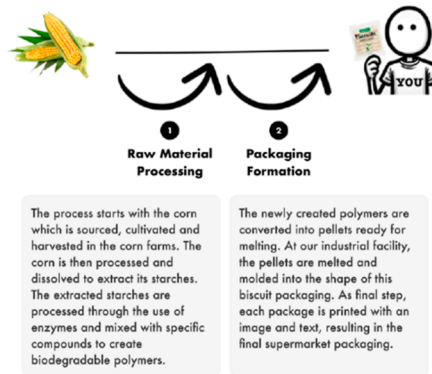 YOU
1
2
Raw Material
Processing
Packaging
Formation
The process starts with the corn
which is sourced, cultivated and
harvested in the corn farms. The
corn is then processed and
dissolved to extract its starches.
The extracted starches are
processed through the use of
enzymes and mixed with specific
compounds to create
biodegradable polymers.
The newly created polymers are
converted into pellets ready for
melting. At our industrial facility,
the pellets are melted and
molded into the shape of this
biscuit packaging. As final step,
each package is printed with an
image and text, resulting in the
final supermarket packaging.